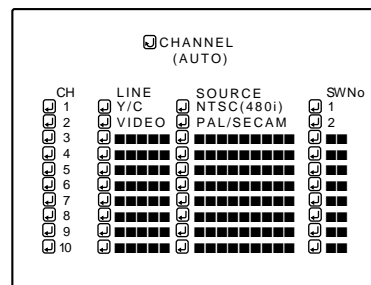 CHANNEL
(AUTO)
CH LINE SOURCE SWNo
1 Y/C NTSC(480i) 1
2 VIDEO PAL/SECAM 2
3 ■■■■■ ■■■■■■■■■ ■■
4 ■■■■■ ■■■■■■■■■ ■■
5 ■■■■■ ■■■■■■■■■ ■■
6 ■■■■■ ■■■■■■■■■ ■■
7 ■■■■■ ■■■■■■■■■ ■■
8 ■■■■■ ■■■■■■■■■ ■■
9 ■■■■■ ■■■■■■■■■ ■■
10 ■■■■■ ■■■■■■■■■ ■■